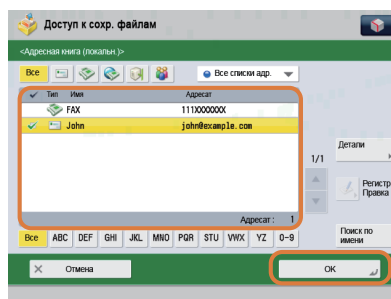 Доступ к сохр. файлам
<Адресная книга (локальн.)>
Все
Все списки адр.
Тип Имя Адресат
FAX 111XXXXXXX
John john@example.com
1/1
Детали
Регистр
Правка
Адресат : 1
Поиск по
имени
Все ABC DEF GHI JKL MNO PQR STU VWX YZ 0-9
Отмена
OK